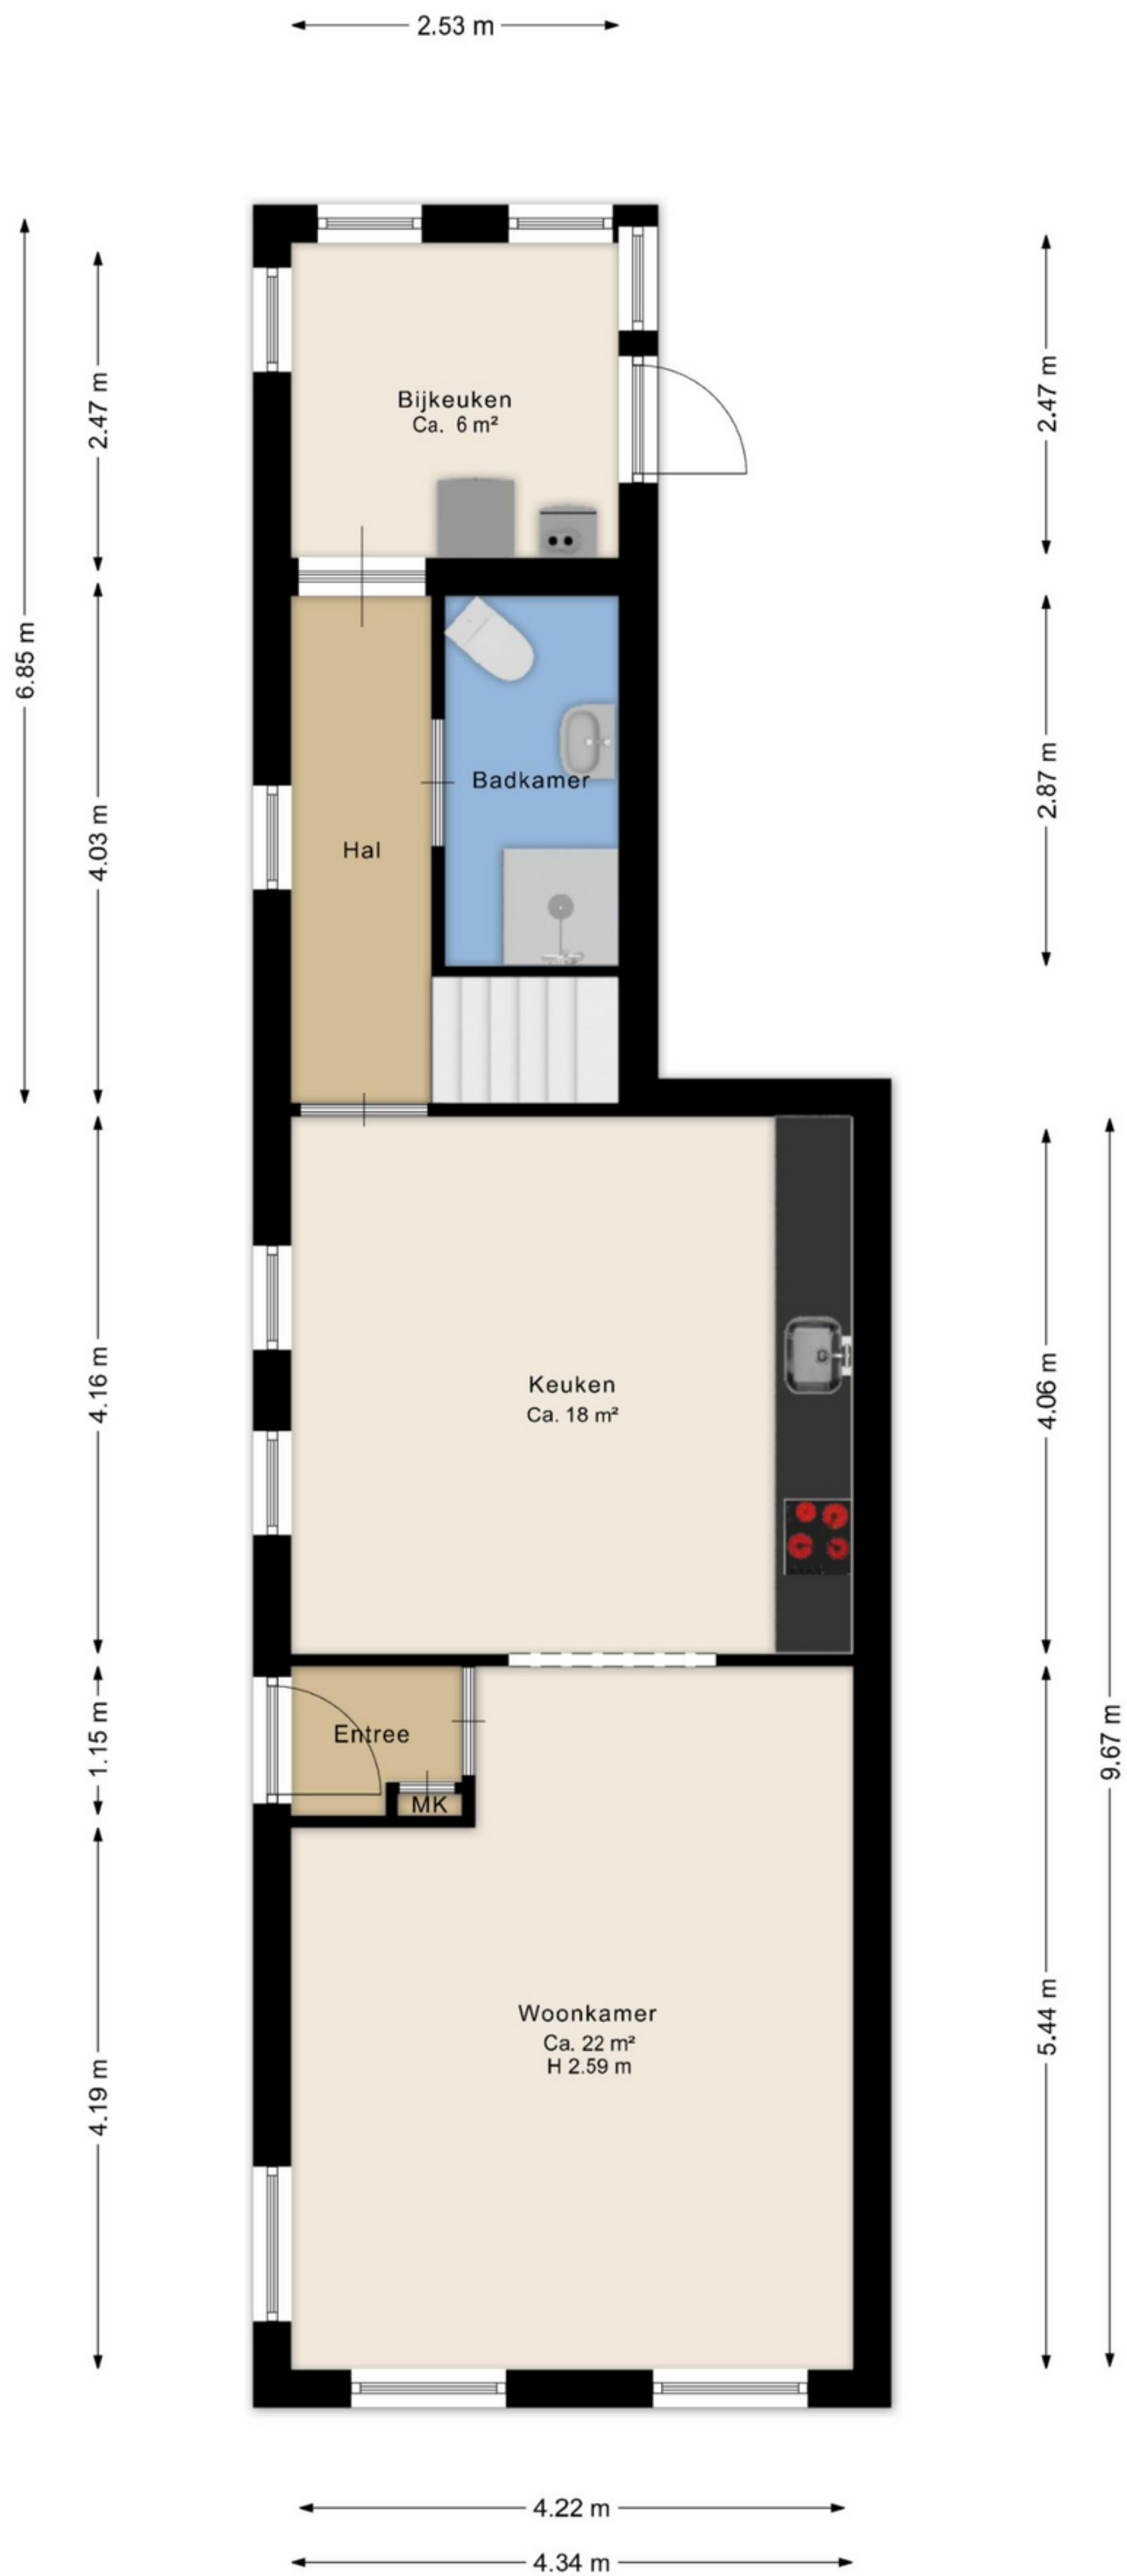 2.53 m
6.85 m
2.47 m
2.47 m
Bijkeuken
Ca. 6 m²
4.03 m
2.87 m
Badkamer
Hal
4.16 m
4.06 m
Keuken
Ca. 18 m²
1.15 m
Entree
MK
9.67 m
4.19 m
5.44 m
Woonkamer
Ca. 22 m²
H 2.59 m
4.22 m
4.34 m